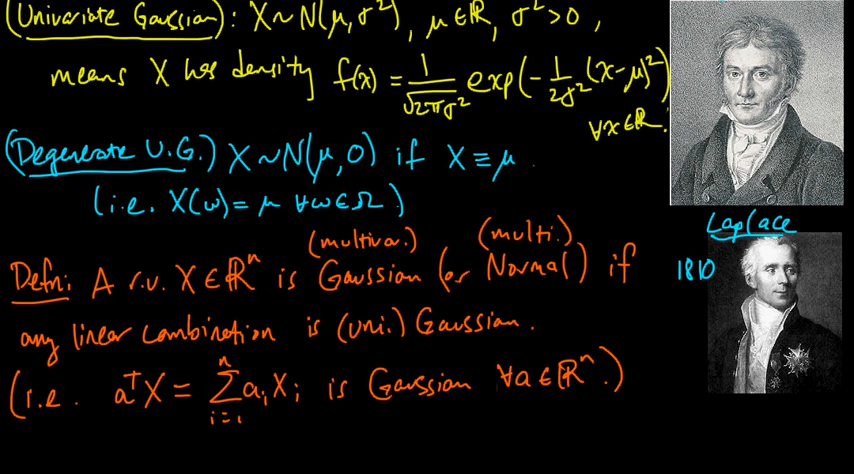 (Univariate Gaussian): X ~ N(μ, σ²), μ ∈ ℝ, σ² > 0,
means X has density f(x) = 1/√(2πσ²) exp(-1/(2σ²) (x-μ)²)
∀x∈ℝ.
(Degenerate U.G.) X ~ N(μ, 0) if X ≡ μ.
(i.e. X(ω) = μ ∀ω∈Ω)
(multivar.) (multi.)
Defn: A r.v. X ∈ ℝⁿ is Gaussian (or Normal) if
any linear combination is (uni.) Gaussian.
(i.e. aᵀX = Σᵢ₌₁ⁿ aᵢXᵢ is Gaussian ∀a ∈ ℝⁿ.)
Laplace
1810